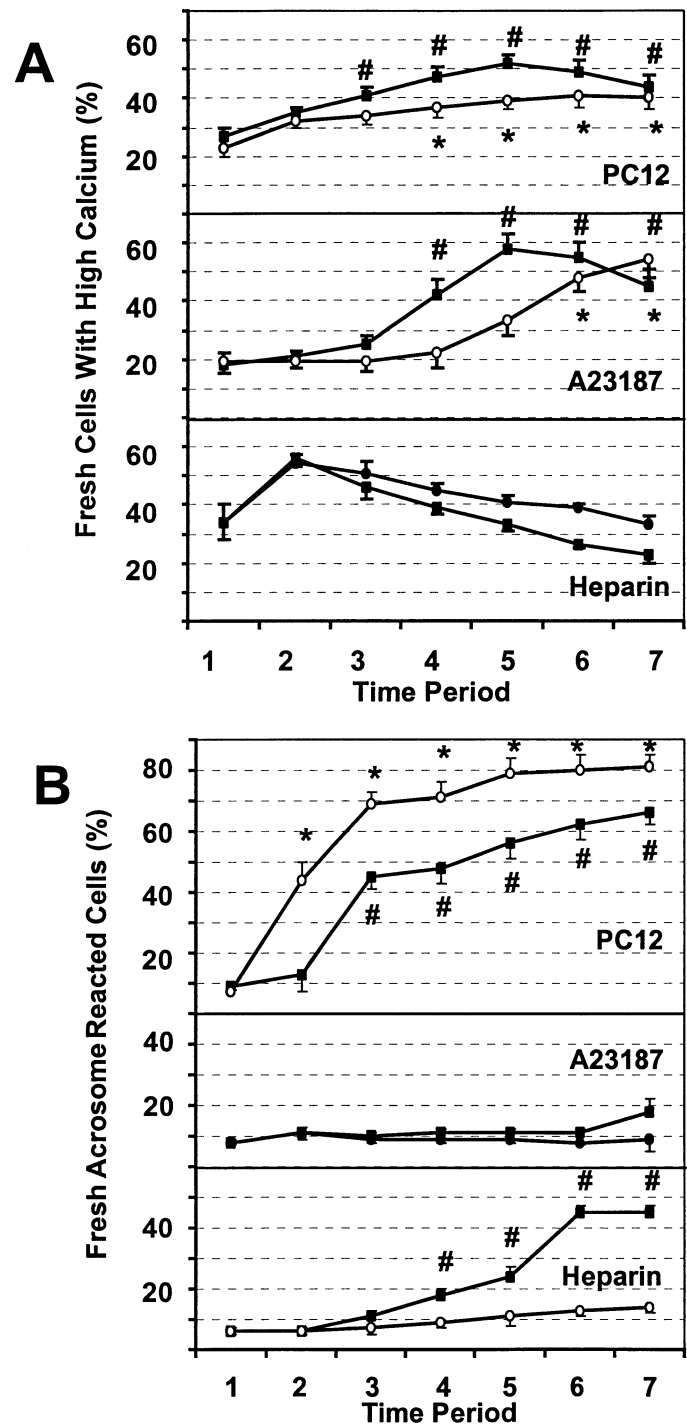 A
Fresh Cells With High Calcium (%)
60
40
20
# # # # #
* * * *
PC12
60
40
20
# # # #
* *
A23187
60
40
20
Heparin
1 2 3 4 5 6 7
Time Period
B
Fresh Acrosome Reacted Cells (%)
80
60
40
20
* * * * * *
# # # # #
PC12
40
20
A23187
40
20
# # # #
Heparin
1 2 3 4 5 6 7
Time Period